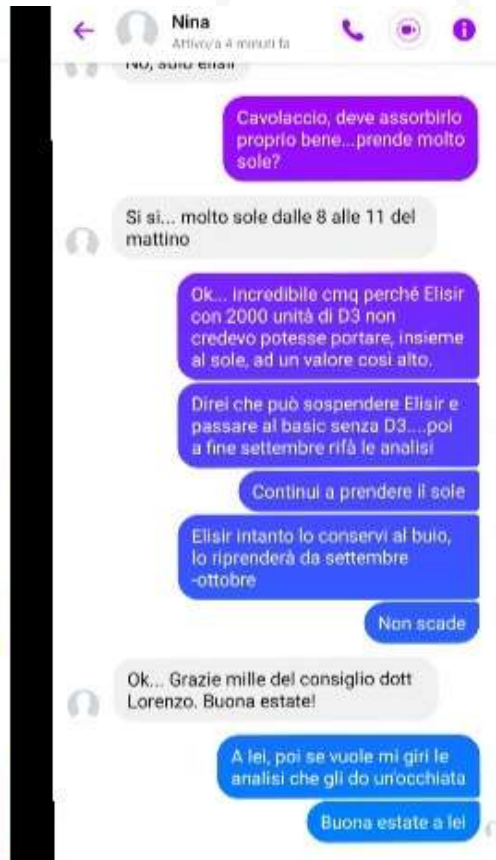 Nina
Attivo/a 4 minuti fa
No, solo elisir
Cavolaccio, deve assorbirlo
proprio bene...prende molto
sole?
Si si... molto sole dalle 8 alle 11 del
mattino
Ok... incredibile cmq perché Elisir
con 2000 unità di D3 non
credevo potesse portare, insieme
al sole, ad un valore così alto.
Direi che può sospendere Elisir e
passare al basic senza D3....poi
a fine settembre rifà le analisi
Continui a prendere il sole
Elisir intanto lo conservi al buio,
lo riprenderà da settembre
-ottobre
Non scade
Ok... Grazie mille del consiglio dott
Lorenzo. Buona estate!
A lei, poi se vuole mi giri le
analisi che gli do un'occhiata
Buona estate a lei